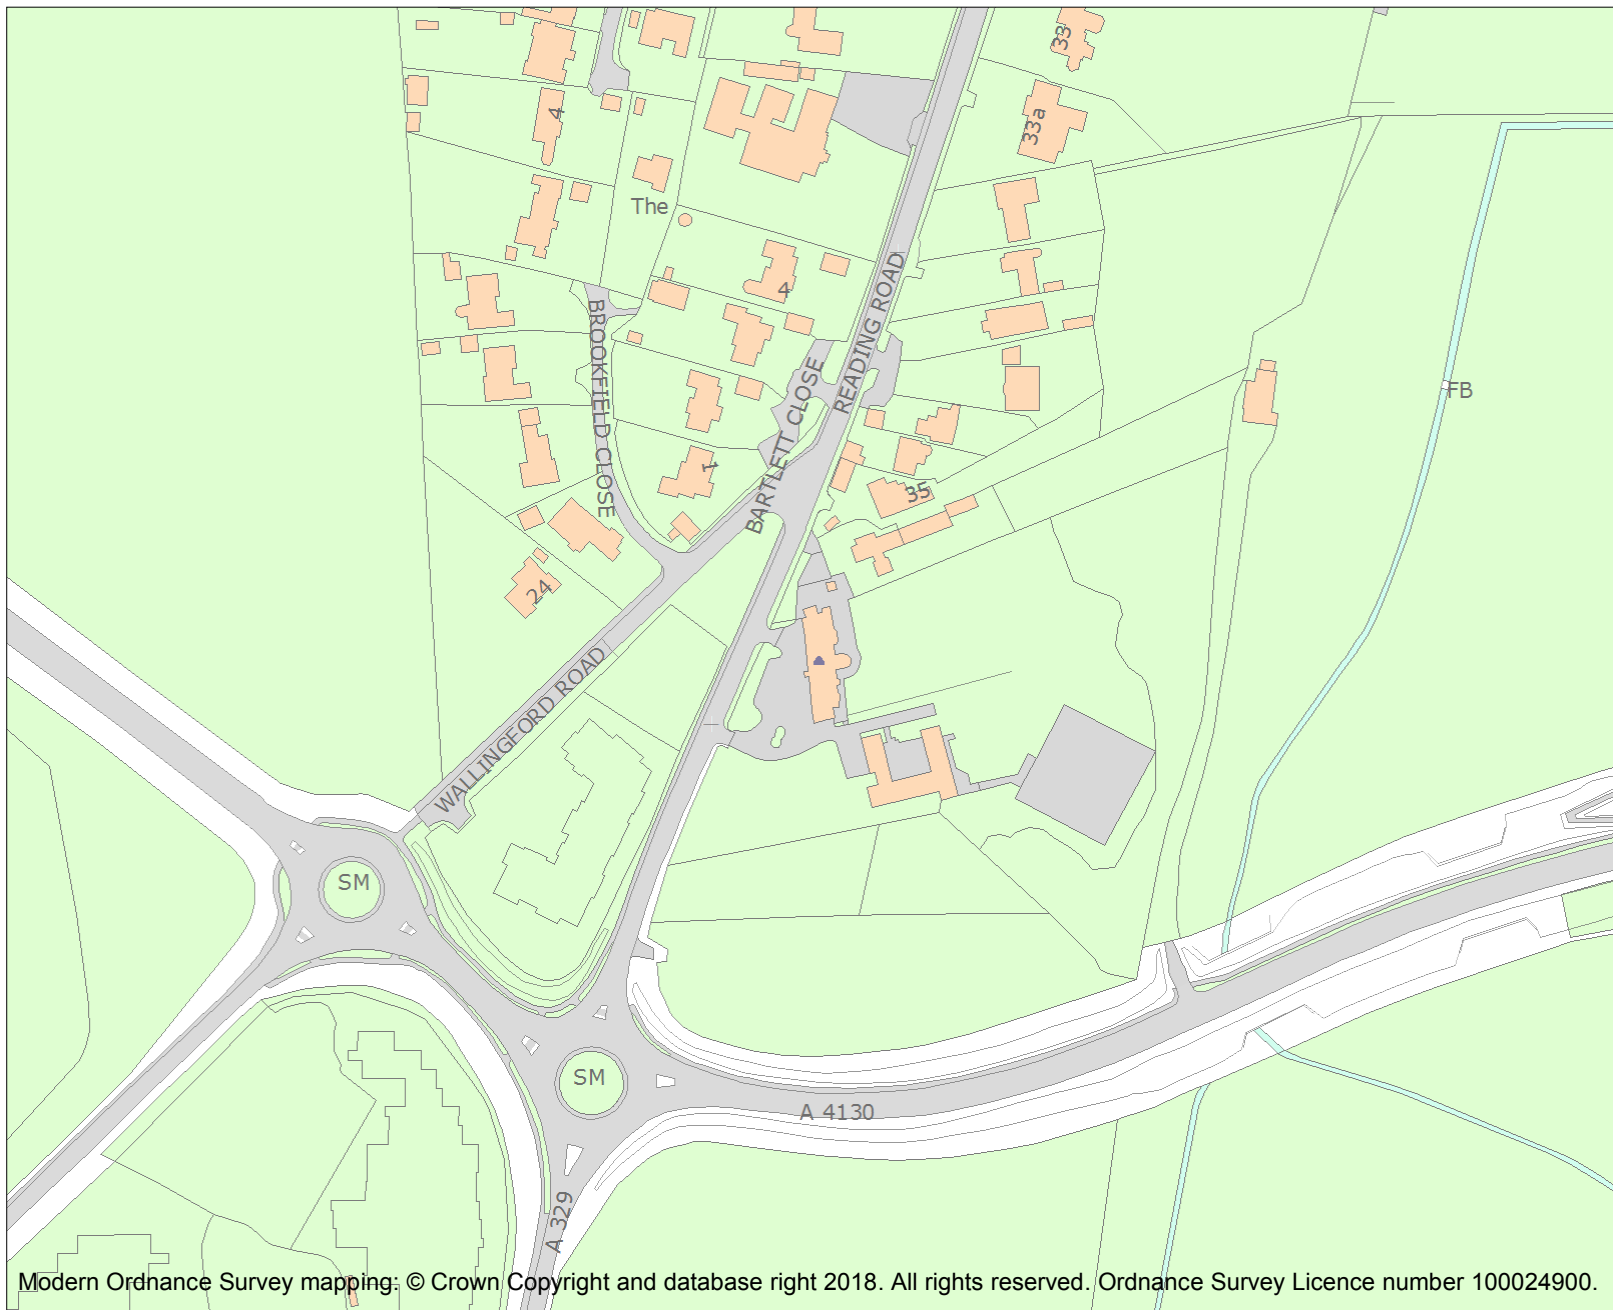 33
4
33a
The
4
READING ROAD
BROOKFIELD CLOSE
BARTLETT CLOSE
FB
1
35
24
WALLINGFORD ROAD
SM
SM
A 4130
A 329
Modern Ordnance Survey mapping: © Crown Copyright and database right 2018. All rights reserved. Ordnance Survey Licence number 100024900.